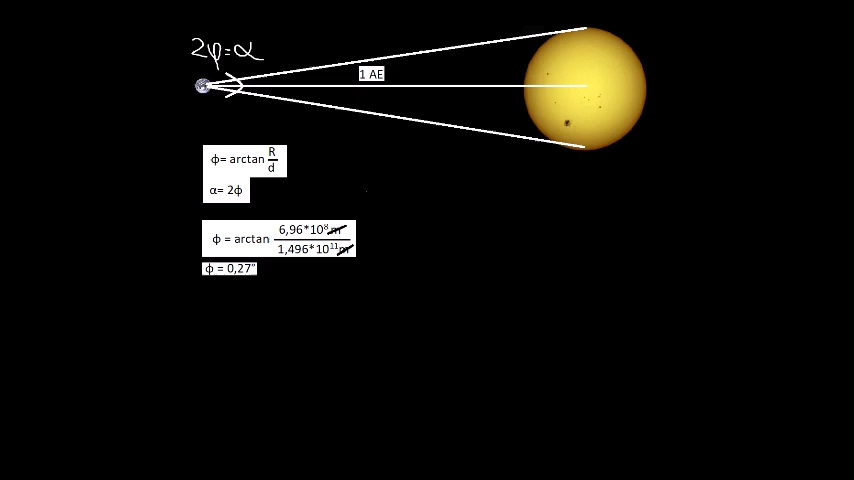 2φ=α
1 AE
ϕ= arctan R/d
α= 2ϕ
ϕ = arctan 6,96*10⁸m/1,496*10¹¹m
ϕ = 0,27°